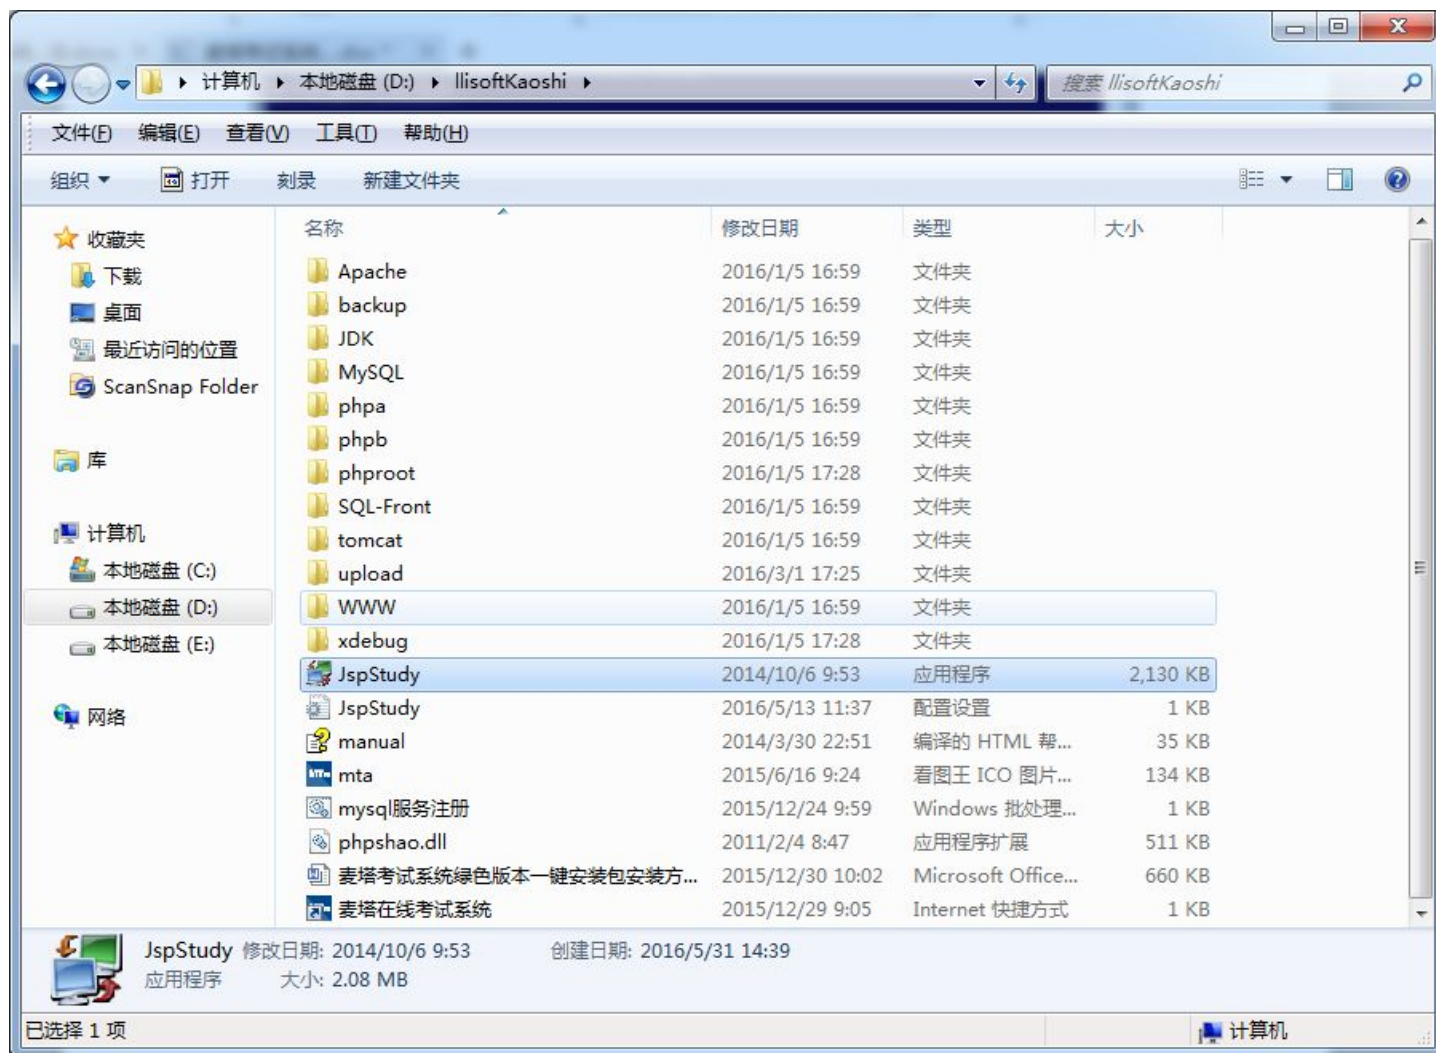 计算机 本地磁盘 (D:) llisoftKaoshi 搜索 llisoftKaoshi
文件(F) 编辑(E) 查看(V) 工具(T) 帮助(H)
组织 打开 刻录 新建文件夹
收藏夹
下载
桌面
最近访问的位置
ScanSnap Folder
库
计算机
本地磁盘 (C:)
本地磁盘 (D:)
本地磁盘 (E:)
网络
名称 修改日期 类型 大小
Apache 2016/1/5 16:59 文件夹
backup 2016/1/5 16:59 文件夹
JDK 2016/1/5 16:59 文件夹
MySQL 2016/1/5 16:59 文件夹
phpa 2016/1/5 16:59 文件夹
phpb 2016/1/5 16:59 文件夹
phproot 2016/1/5 17:28 文件夹
SQL-Front 2016/1/5 16:59 文件夹
tomcat 2016/1/5 16:59 文件夹
upload 2016/3/1 17:25 文件夹
WWW 2016/1/5 16:59 文件夹
xdebug 2016/1/5 17:28 文件夹
JspStudy 2014/10/6 9:53 应用程序 2,130 KB
JspStudy 2016/5/13 11:37 配置设置 1 KB
manual 2014/3/30 22:51 编译的 HTML 帮... 35 KB
mta 2015/6/16 9:24 看图王 ICO 图片... 134 KB
mysql服务注册 2015/12/24 9:59 Windows 批处理... 1 KB
phpshao.dll 2011/2/4 8:47 应用程序扩展 511 KB
麦塔考试系统绿色版本一键安装包安装方... 2015/12/30 10:02 Microsoft Office... 660 KB
麦塔在线考试系统 2015/12/29 9:05 Internet 快捷方式 1 KB
JspStudy 修改日期: 2014/10/6 9:53 创建日期: 2016/5/31 14:39
应用程序 大小: 2.08 MB
已选择 1 项 计算机